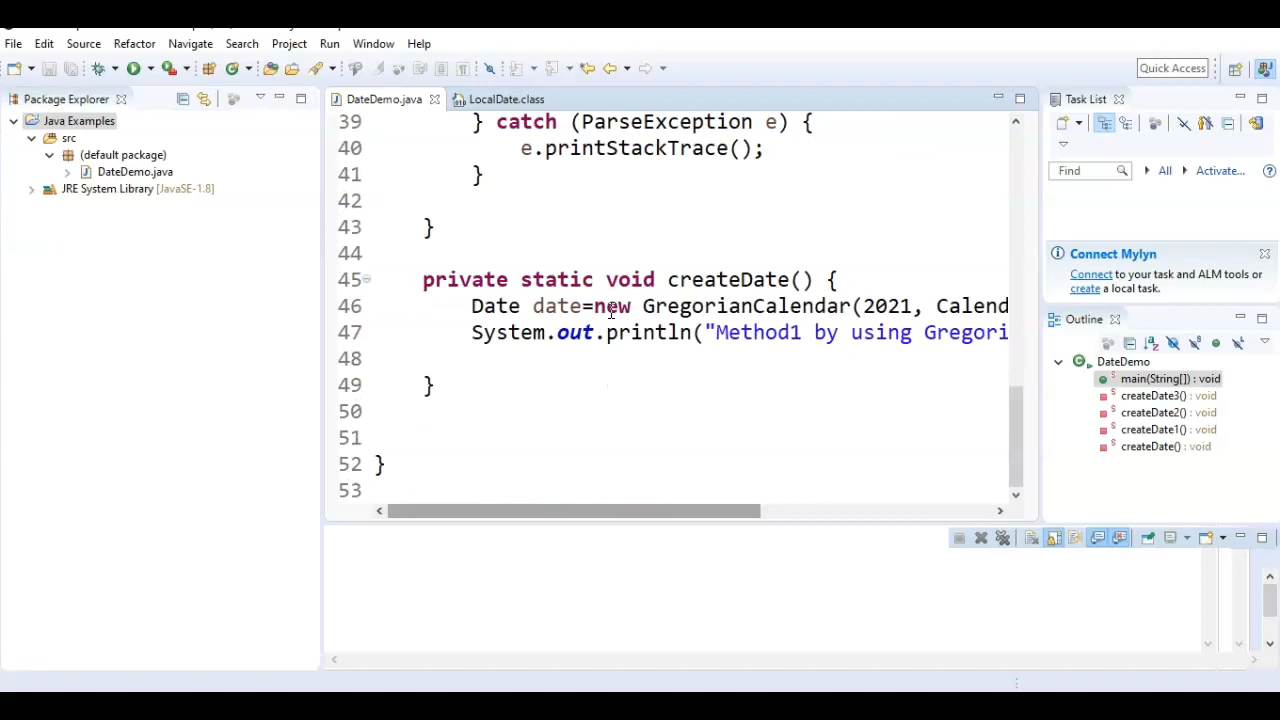 File Edit Source Refactor Navigate Search Project Run Window Help
Quick Access
Package Explorer
DateDemo.java
LocalDate.class
Task List
Java Examples
src
(default package)
DateDemo.java
JRE System Library [JavaSE-1.8]
39 } catch (ParseException e) {
40 e.printStackTrace();
41 }
42
43 }
44
45 private static void createDate() {
46 Date date=new GregorianCalendar(2021, Calend
47 System.out.println("Method1 by using Gregori
48
49 }
50
51
52 }
53
Find All Activate...
Connect Mylyn
Connect to your task and ALM tools or
create a local task.
Outline
DateDemo
main(String[]) : void
createDate3() : void
createDate2() : void
createDate1() : void
createDate() : void